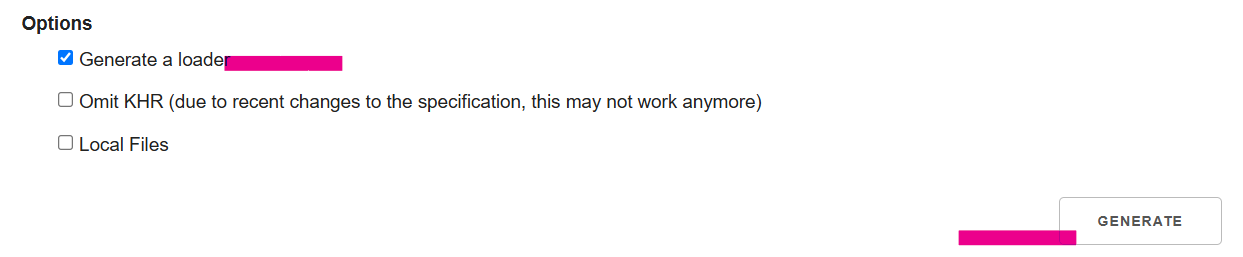 Options
Generate a loader
Omit KHR (due to recent changes to the specification, this may not work anymore)
Local Files
GENERATE